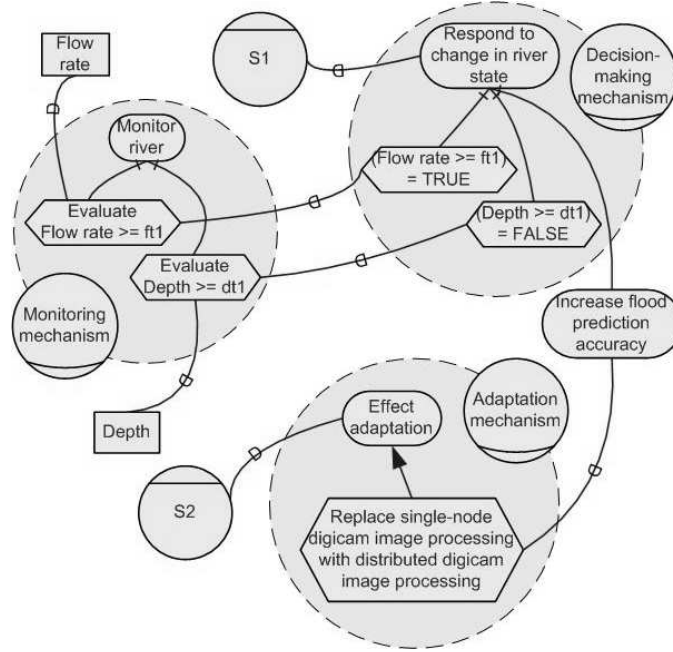 Flow
rate
S1
Respond to
change in river
state
Decision-
making
mechanism
Monitor
river
(Flow rate >= ft1)
= TRUE
Evaluate
Flow rate >= ft1
(Depth >= dt1)
= FALSE
Evaluate
Depth >= dt1
Monitoring
mechanism
Increase flood
prediction
accuracy
Depth
Effect
adaptation
Adaptation
mechanism
S2
Replace single-node
digicam image processing
with distributed digicam
image processing
D
D
D
D
D
D
D